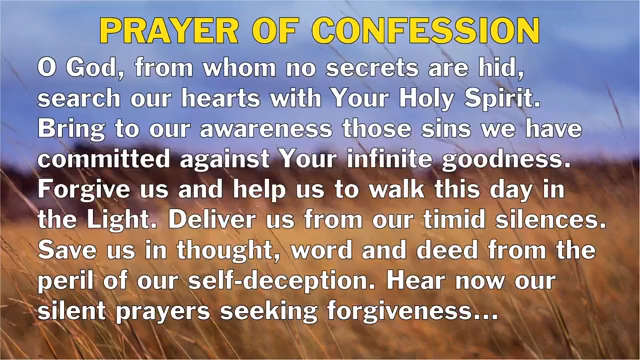 PRAYER OF CONFESSION
O God, from whom no secrets are hid,
search our hearts with Your Holy Spirit.
Bring to our awareness those sins we have
committed against Your infinite goodness.
Forgive us and help us to walk this day in
the Light. Deliver us from our timid silences.
Save us in thought, word and deed from the
peril of our self-deception. Hear now our
silent prayers seeking forgiveness...